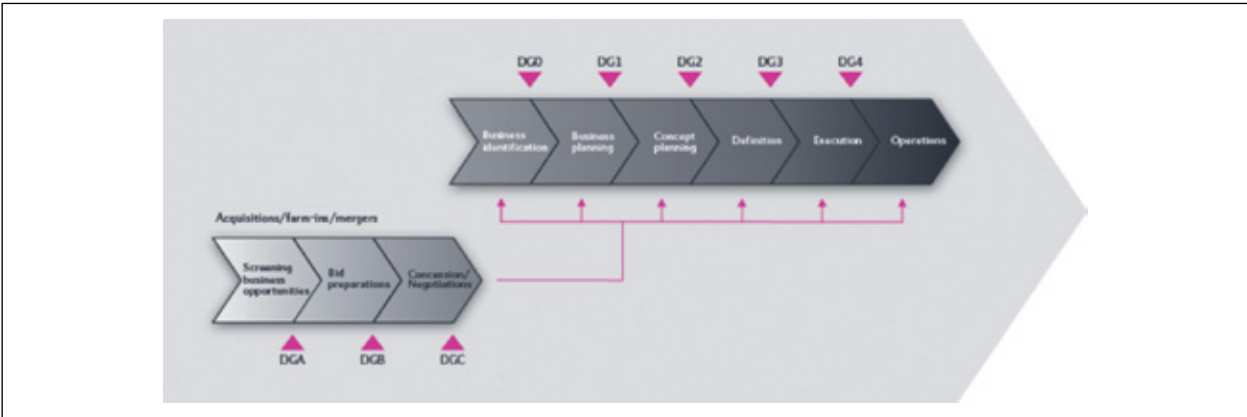 DG0 DG1 DG2 DG3 DG4
Business
identification
Business
planning
Concept
planning
Definition
Execution
Operations
Acquisitions/farm-ins/mergers
Screening
business
opportunities
Bid
preparations
Concession/
Negotiations
DGA DGB DGC